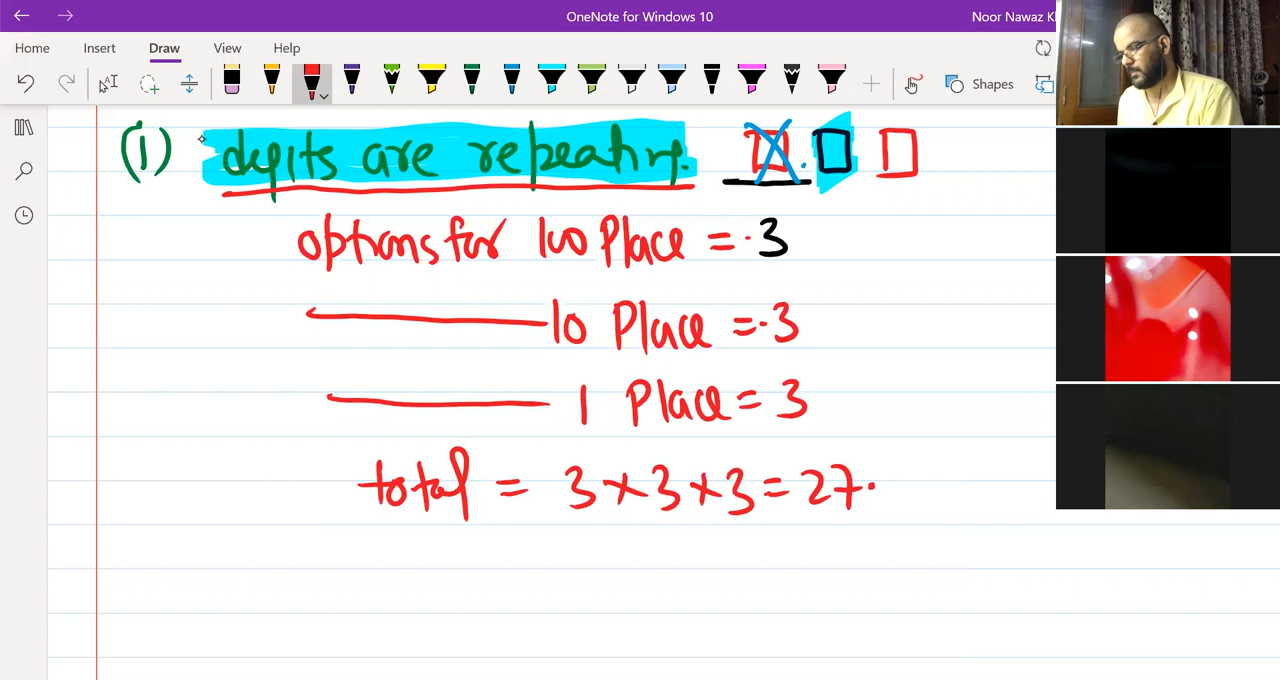 OneNote for Windows 10
Noor Nawaz Kh
Home Insert Draw View Help
Shapes
(i) digits are repeating.
options for 100 Place = 3
10 Place = 3
1 Place = 3
total = 3 × 3 × 3 = 27.